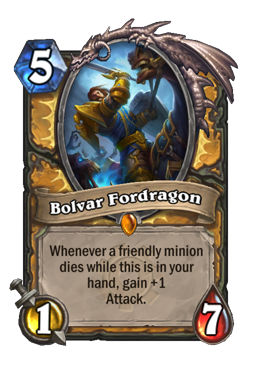 5
Bolvar Fordragon
Whenever a friendly minion
dies while this is in your
hand, gain +1
Attack.
1
7